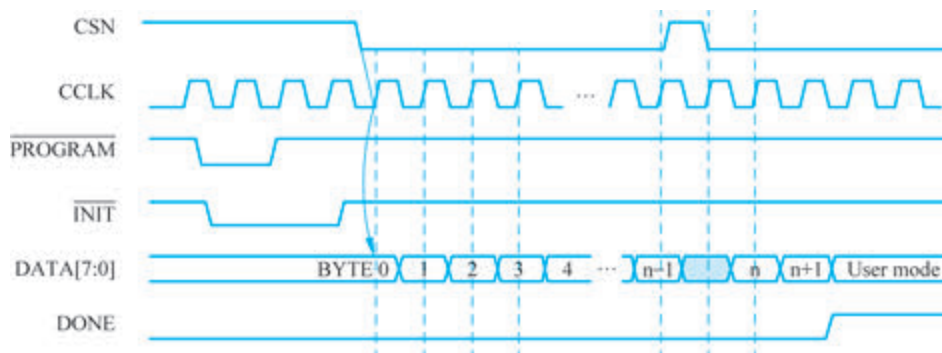 CSN
CCLK
...
PROGRAM
INIT
DATA[7:0] BYTE 0 1 2 3 4 ... n−1 n n+1 User mode
DONE